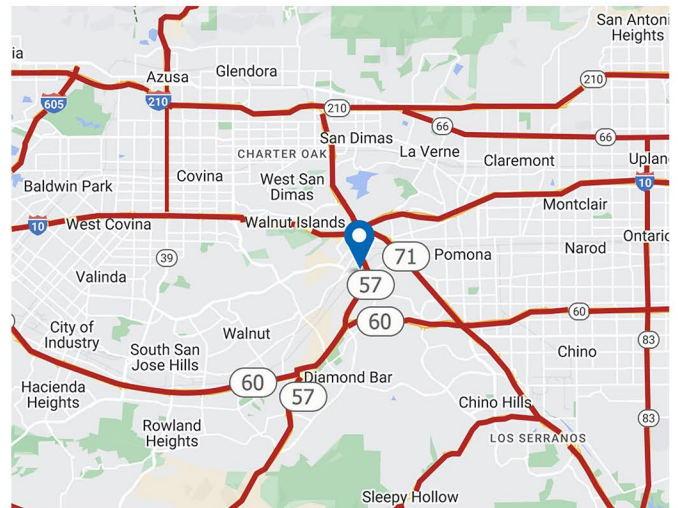 San Antoni
Heights
ia
Azusa
Glendora
210
605
210
210
66
66
San Dimas
La Verne
CHARTER OAK
Claremont
Uplan
Covina
West San
Dimas
10
Baldwin Park
Montclair
West Covina
10
Walnut Islands
Ontario
39
71
Pomona
Narod
Valinda
57
60
60
City of
Industry
Walnut
83
South San
Jose Hills
Chino
60
Diamond Bar
57
Hacienda
Heights
Chino Hills
83
Rowland
Heights
LOS SERRANOS
Sleepy Hollow